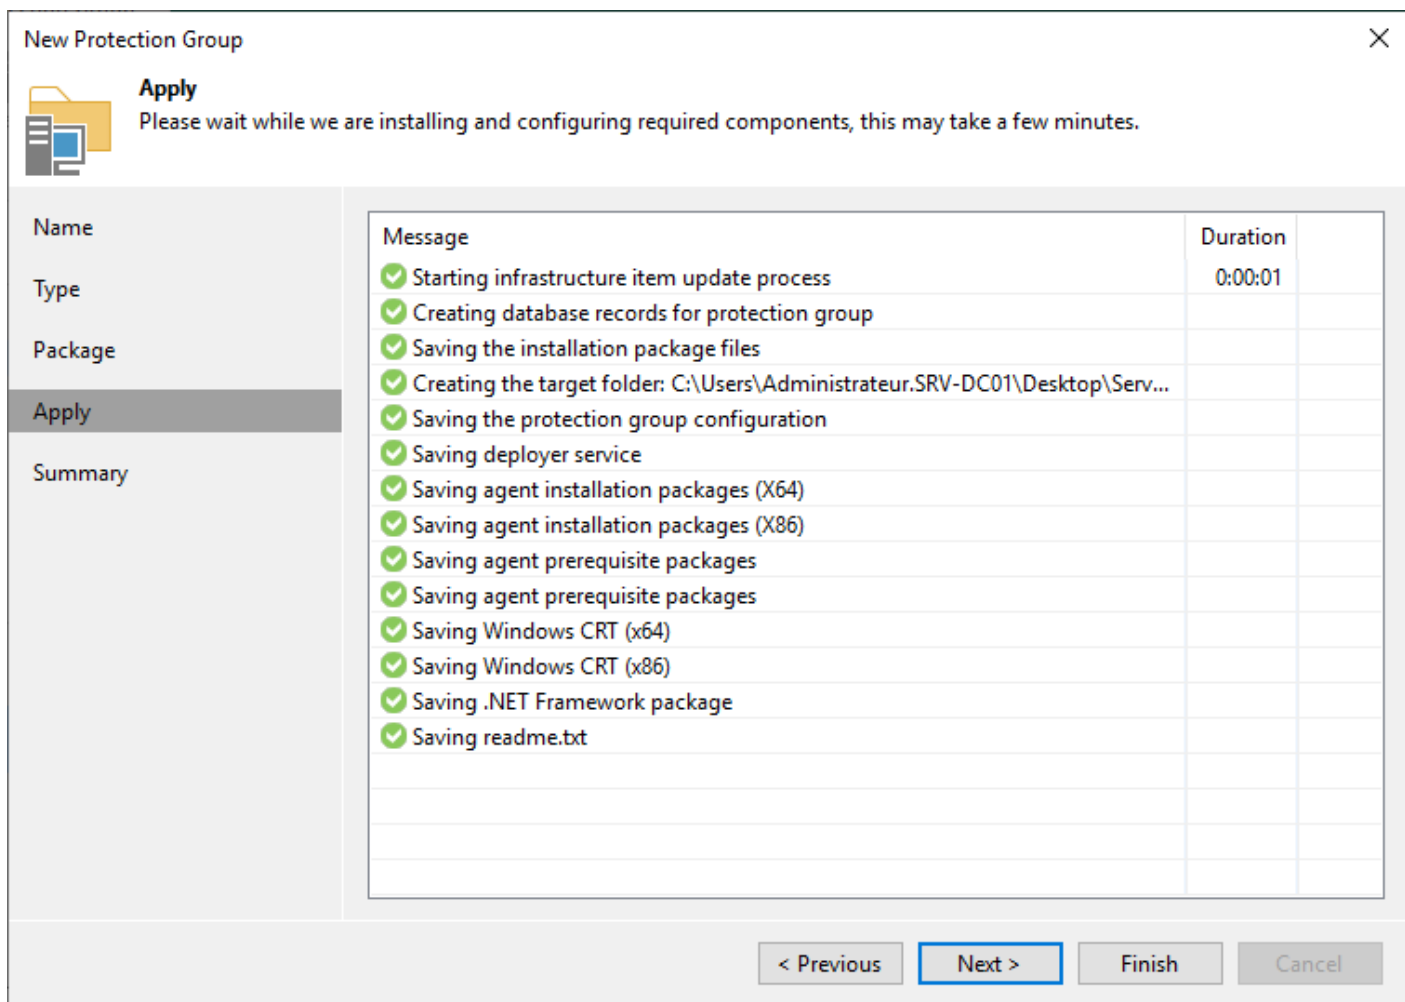 New Protection Group
Apply
Please wait while we are installing and configuring required components, this may take a few minutes.
Name
Type
Package
Apply
Summary
Message Duration
Starting infrastructure item update process 0:00:01
Creating database records for protection group
Saving the installation package files
Creating the target folder: C:\Users\Administrateur.SRV-DC01\Desktop\Serv...
Saving the protection group configuration
Saving deployer service
Saving agent installation packages (X64)
Saving agent installation packages (X86)
Saving agent prerequisite packages
Saving agent prerequisite packages
Saving Windows CRT (x64)
Saving Windows CRT (x86)
Saving .NET Framework package
Saving readme.txt
< Previous Next > Finish Cancel